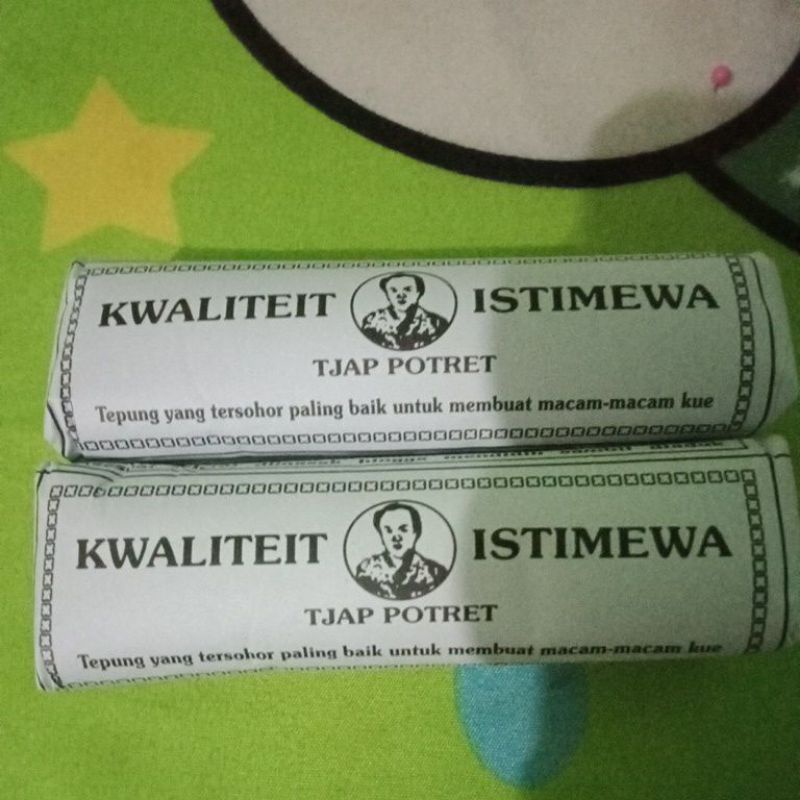 KWALITEIT ISTIMEWA
TJAP POTRET
Tepung yang tersohor paling baik untuk membuat macam-macam kue
KWALITEIT ISTIMEWA
TJAP POTRET
Tepung yang tersohor paling baik untuk membuat macam-macam kue